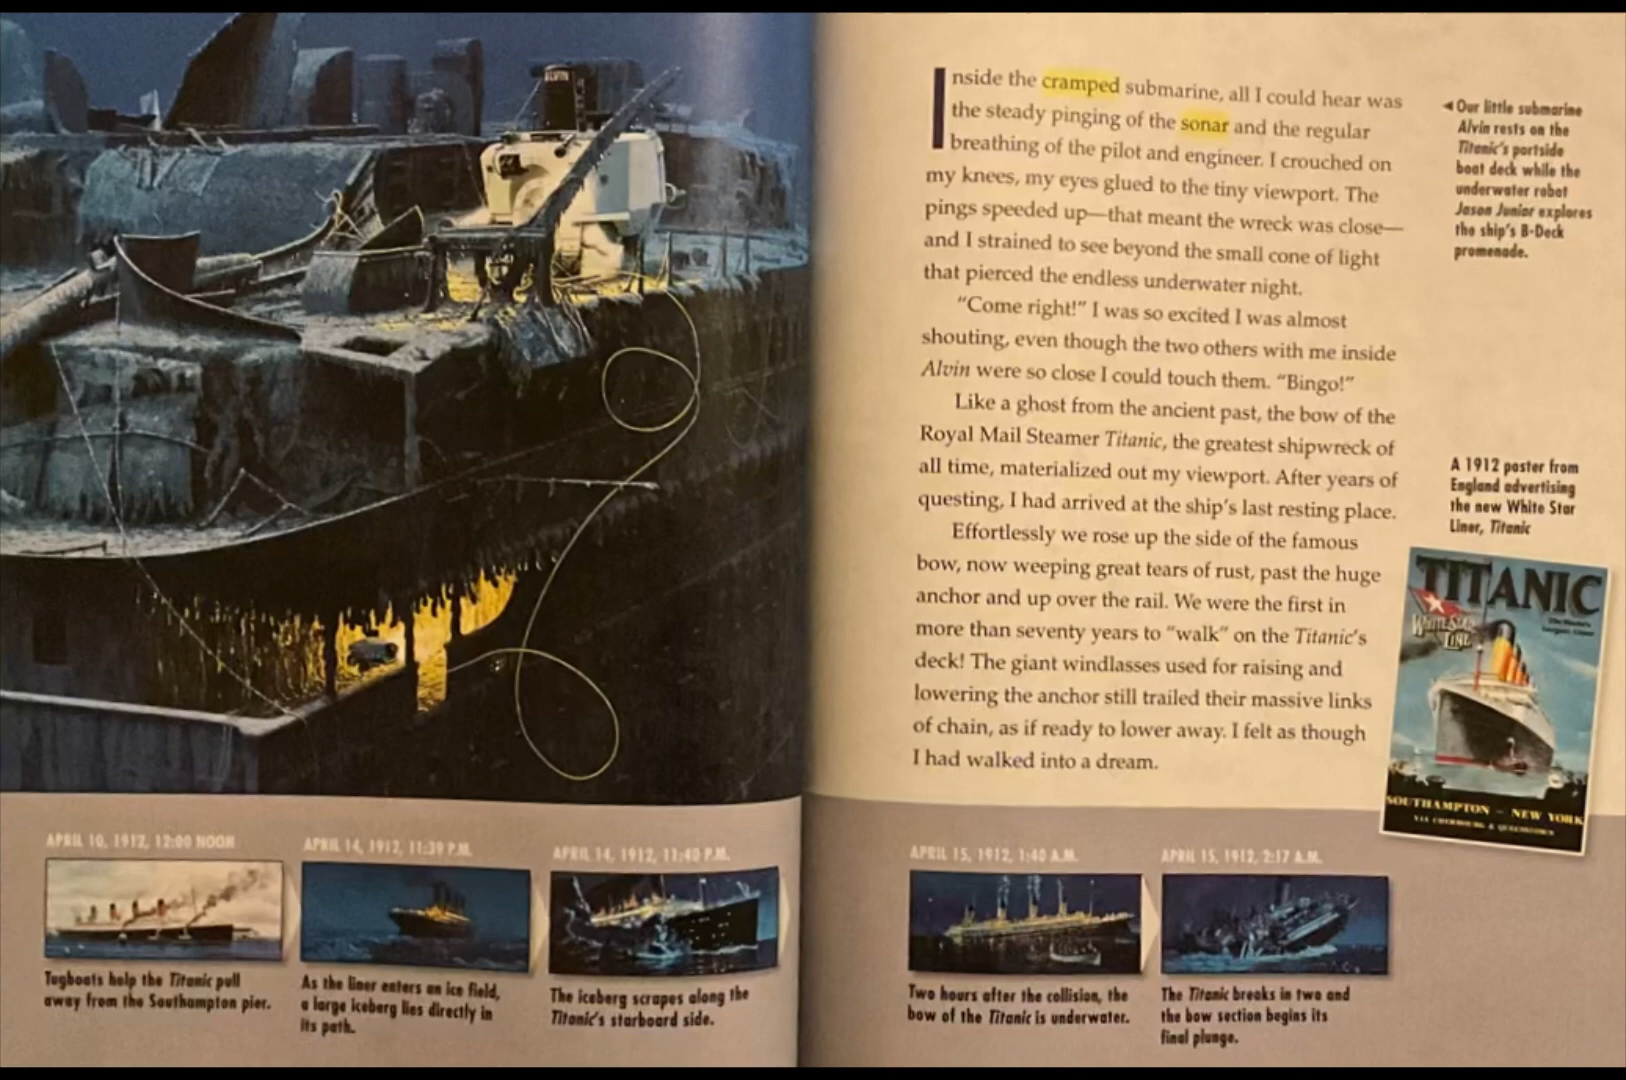 ALVIN
Inside the cramped submarine, all I could hear was
the steady pinging of the sonar and the regular
breathing of the pilot and engineer. I crouched on
my knees, my eyes glued to the tiny viewport. The
pings speeded up—that meant the wreck was close—
and I strained to see beyond the small cone of light
that pierced the endless underwater night.
“Come right!” I was so excited I was almost
shouting, even though the two others with me inside
Alvin were so close I could touch them. “Bingo!”
Like a ghost from the ancient past, the bow of the
Royal Mail Steamer Titanic, the greatest shipwreck of
all time, materialized out my viewport. After years of
questing, I had arrived at the ship’s last resting place.
Effortlessly we rose up the side of the famous
bow, now weeping great tears of rust, past the huge
anchor and up over the rail. We were the first in
more than seventy years to “walk” on the Titanic’s
deck! The giant windlasses used for raising and
lowering the anchor still trailed their massive links
of chain, as if ready to lower away. I felt as though
I had walked into a dream.
◄ Our little submarine
Alvin rests on the
Titanic’s portside
boat deck while the
underwater robot
Jason Junior explores
the ship’s B-Deck
promenade.
A 1912 poster from
England advertising
the new White Star
Liner, Titanic
TITANIC
WHITE STAR
LINE
SOUTHAMPTON - NEW YORK
VIA CHERBOURG & QUEENSTOWN
APRIL 10, 1912, 12:00 NOON
Tugboats help the Titanic pull
away from the Southampton pier.
APRIL 14, 1912, 11:39 P.M.
As the liner enters an ice field,
a large iceberg lies directly in
its path.
APRIL 14, 1912, 11:40 P.M.
The iceberg scrapes along the
Titanic’s starboard side.
APRIL 15, 1912, 1:40 A.M.
Two hours after the collision, the
bow of the Titanic is underwater.
APRIL 15, 1912, 2:17 A.M.
The Titanic breaks in two and
the bow section begins its
final plunge.